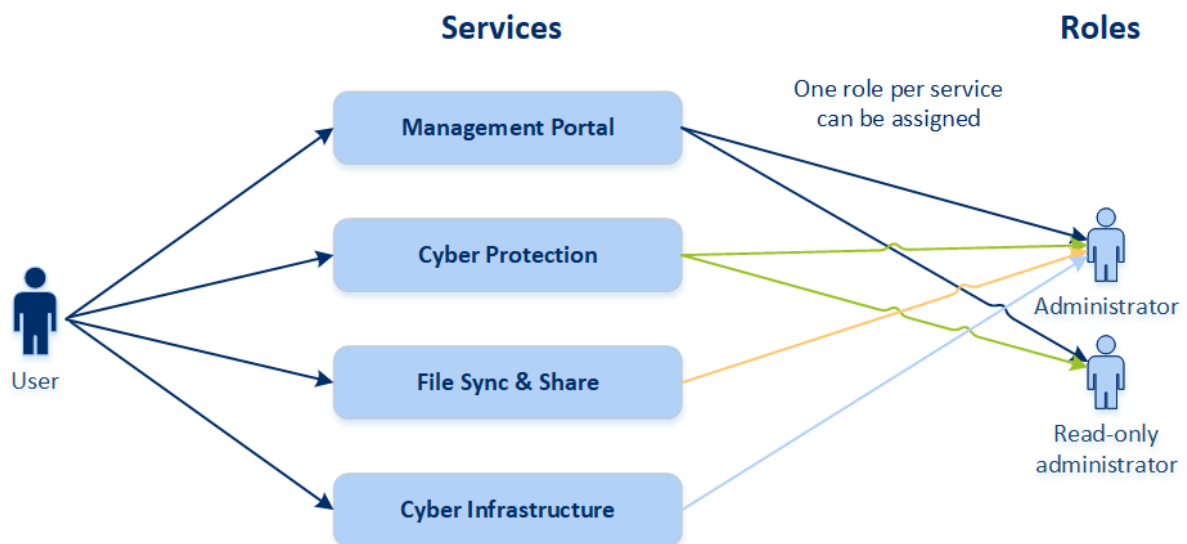 Services
Roles
One role per service
can be assigned
Management Portal
Cyber Protection
File Sync & Share
Cyber Infrastructure
User
Administrator
Read-only
administrator